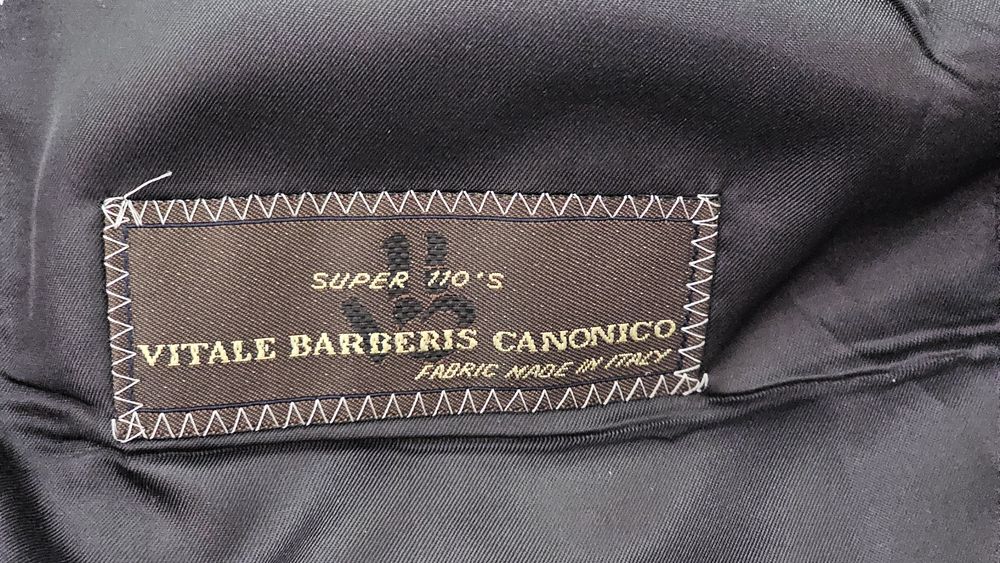 SUPER 110'S
VITALE BARBERIS CANONICO
FABRIC MADE IN ITALY